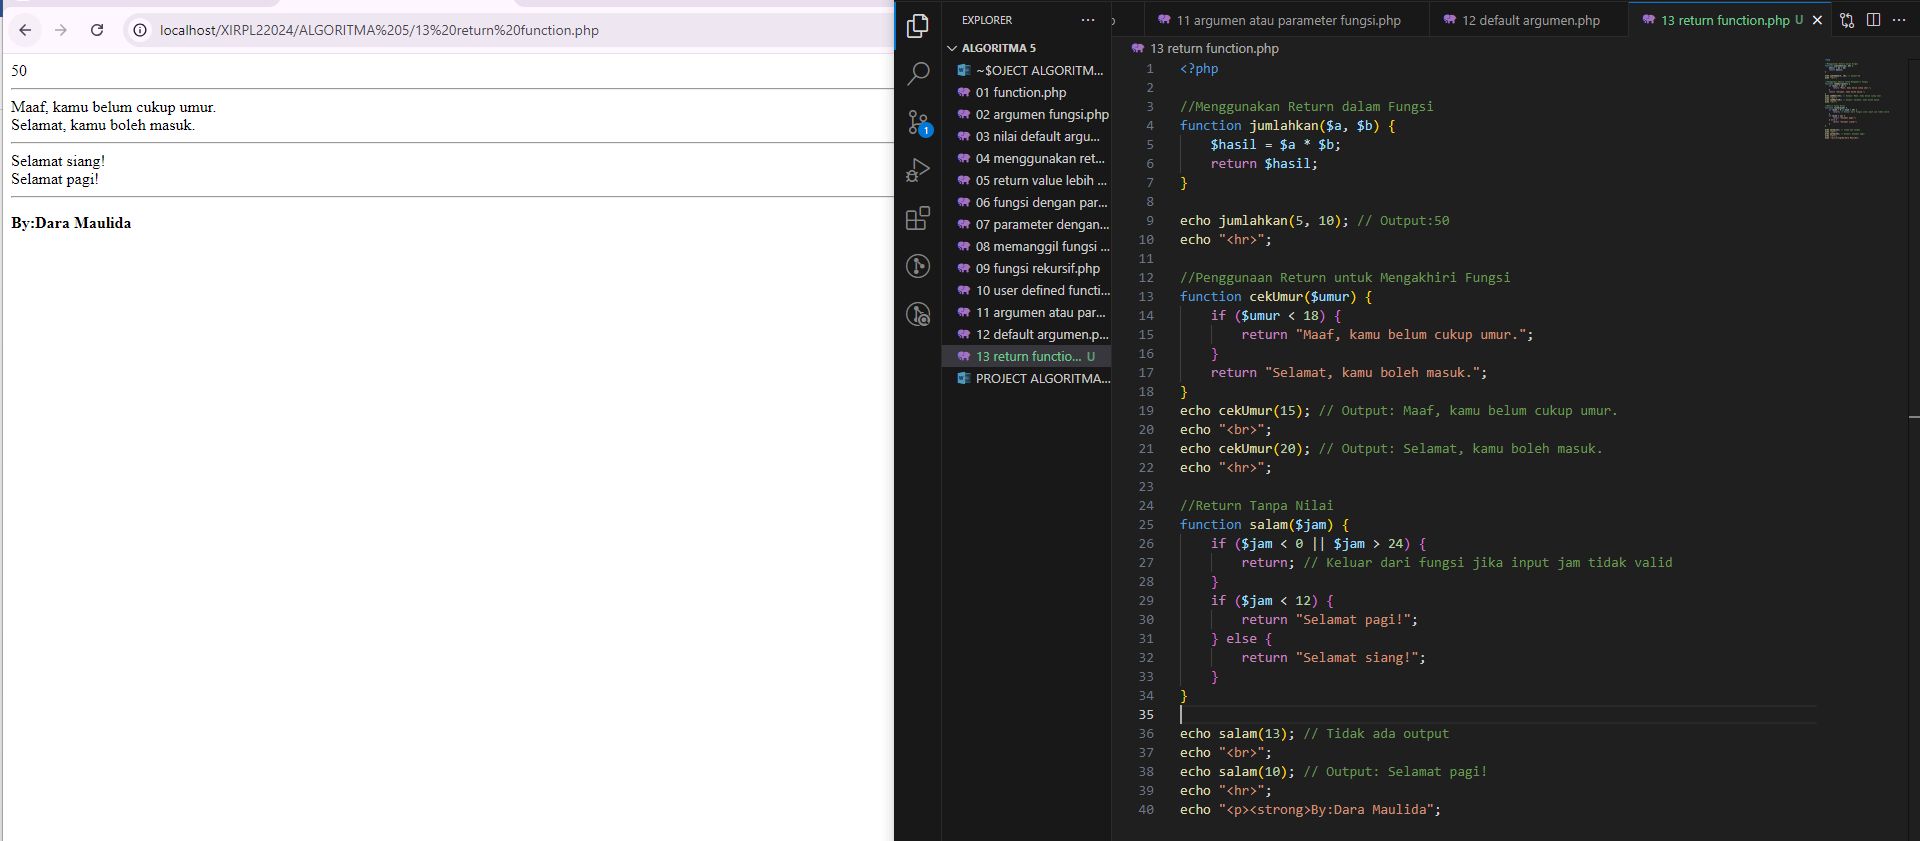 localhost/XIRPL22024/ALGORITMA%205/13%20return%20function.php
50
Maaf, kamu belum cukup umur.
Selamat, kamu boleh masuk.
Selamat siang!
Selamat pagi!
By:Dara Maulida
1
EXPLORER
ALGORITMA 5
~$OJECT ALGORITM...
01 function.php
02 argumen fungsi.php
03 nilai default argu...
04 menggunakan ret...
05 return value lebih ...
06 fungsi dengan par...
07 parameter dengan...
08 memanggil fungsi ...
09 fungsi rekursif.php
10 user defined functi...
11 argumen atau par...
12 default argumen.p...
13 return functio... U
PROJECT ALGORITMA...
11 argumen atau parameter fungsi.php
12 default argumen.php
13 return function.php U
13 return function.php
1 <?php
2
3 //Menggunakan Return dalam Fungsi
4 function jumlahkan($a, $b) {
5     $hasil = $a * $b;
6     return $hasil;
7 }
8
9 echo jumlahkan(5, 10); // Output:50
10 echo "<hr>";
11
12 //Penggunaan Return untuk Mengakhiri Fungsi
13 function cekUmur($umur) {
14     if ($umur < 18) {
15         return "Maaf, kamu belum cukup umur.";
16     }
17     return "Selamat, kamu boleh masuk.";
18 }
19 echo cekUmur(15); // Output: Maaf, kamu belum cukup umur.
20 echo "<br>";
21 echo cekUmur(20); // Output: Selamat, kamu boleh masuk.
22 echo "<hr>";
23
24 //Return Tanpa Nilai
25 function salam($jam) {
26     if ($jam < 0 || $jam > 24) {
27         return; // Keluar dari fungsi jika input jam tidak valid
28     }
29     if ($jam < 12) {
30         return "Selamat pagi!";
31     } else {
32         return "Selamat siang!";
33     }
34 }
35
36 echo salam(13); // Tidak ada output
37 echo "<br>";
38 echo salam(10); // Output: Selamat pagi!
39 echo "<hr>";
40 echo "<p><strong>By:Dara Maulida";